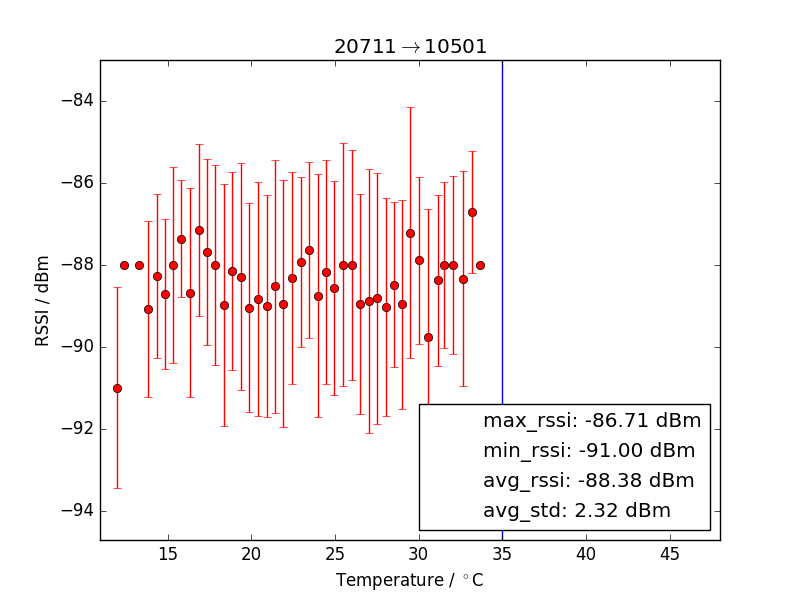 20711→10501
−84
−86
−88
−90
−92
−94
RSSI / dBm
max_rssi: -86.71 dBm
min_rssi: -91.00 dBm
avg_rssi: -88.38 dBm
avg_std: 2.32 dBm
15 20 25 30 35 40 45
Temperature / °C